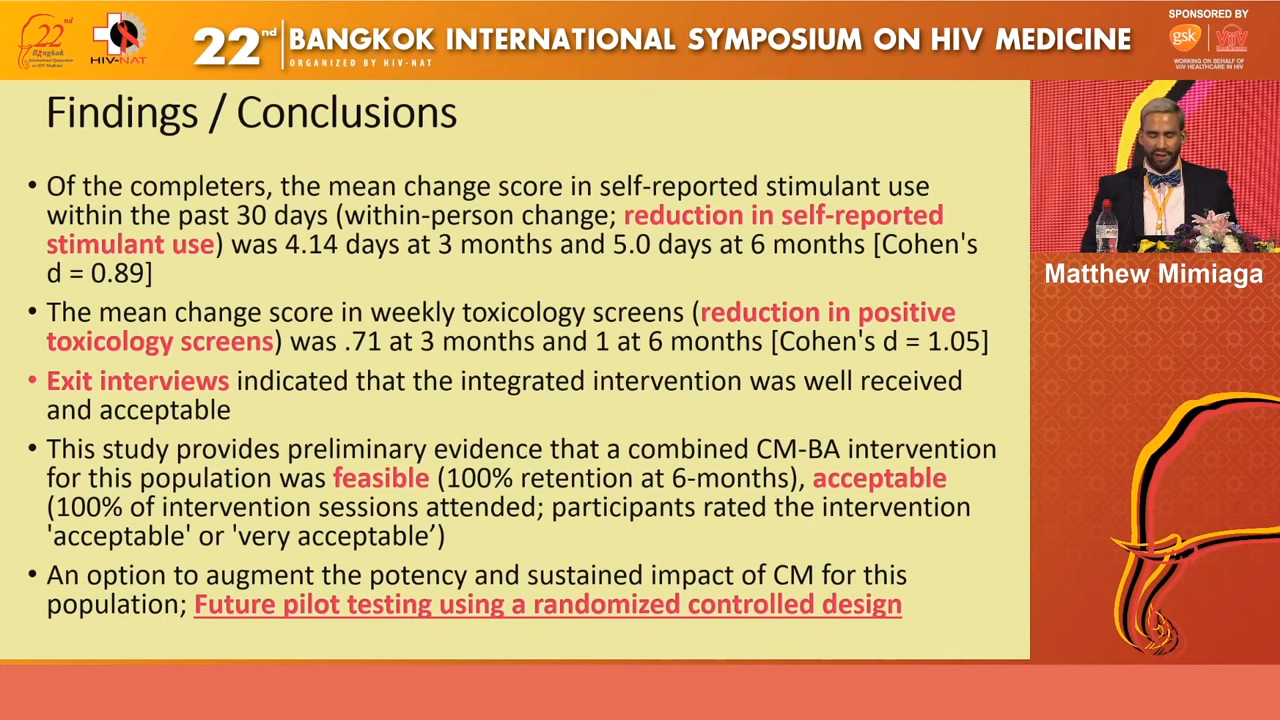 22nd
Bangkok
International Symposium
on HIV Medicine
HIV-NAT
22nd BANGKOK INTERNATIONAL SYMPOSIUM ON HIV MEDICINE
ORGANIZED BY HIV-NAT
SPONSORED BY
gsk
ViiV
Healthcare
WORKING ON BEHALF OF
VIIV HEALTHCARE IN HIV
Findings / Conclusions
• Of the completers, the mean change score in self-reported stimulant use
within the past 30 days (within-person change; reduction in self-reported
stimulant use) was 4.14 days at 3 months and 5.0 days at 6 months [Cohen's
d = 0.89]
• The mean change score in weekly toxicology screens (reduction in positive
toxicology screens) was .71 at 3 months and 1 at 6 months [Cohen's d = 1.05]
• Exit interviews indicated that the integrated intervention was well received
and acceptable
• This study provides preliminary evidence that a combined CM-BA intervention
for this population was feasible (100% retention at 6-months), acceptable
(100% of intervention sessions attended; participants rated the intervention
'acceptable' or 'very acceptable’)
• An option to augment the potency and sustained impact of CM for this
population; Future pilot testing using a randomized controlled design
Matthew Mimiaga